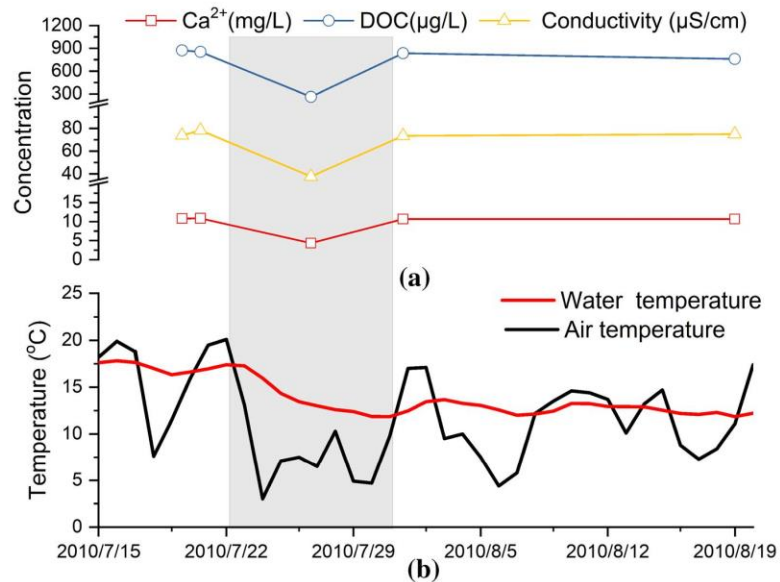 Ca²⁺(mg/L) DOC(µg/L) Conductivity (µS/cm)
1200
900
600
300
80
40
15
10
5
0
Concentration
(a)
25
20
15
10
5
0
Temperature (°C)
Water temperature
Air temperature
2010/7/15 2010/7/22 2010/7/29 2010/8/5 2010/8/12 2010/8/19
(b)